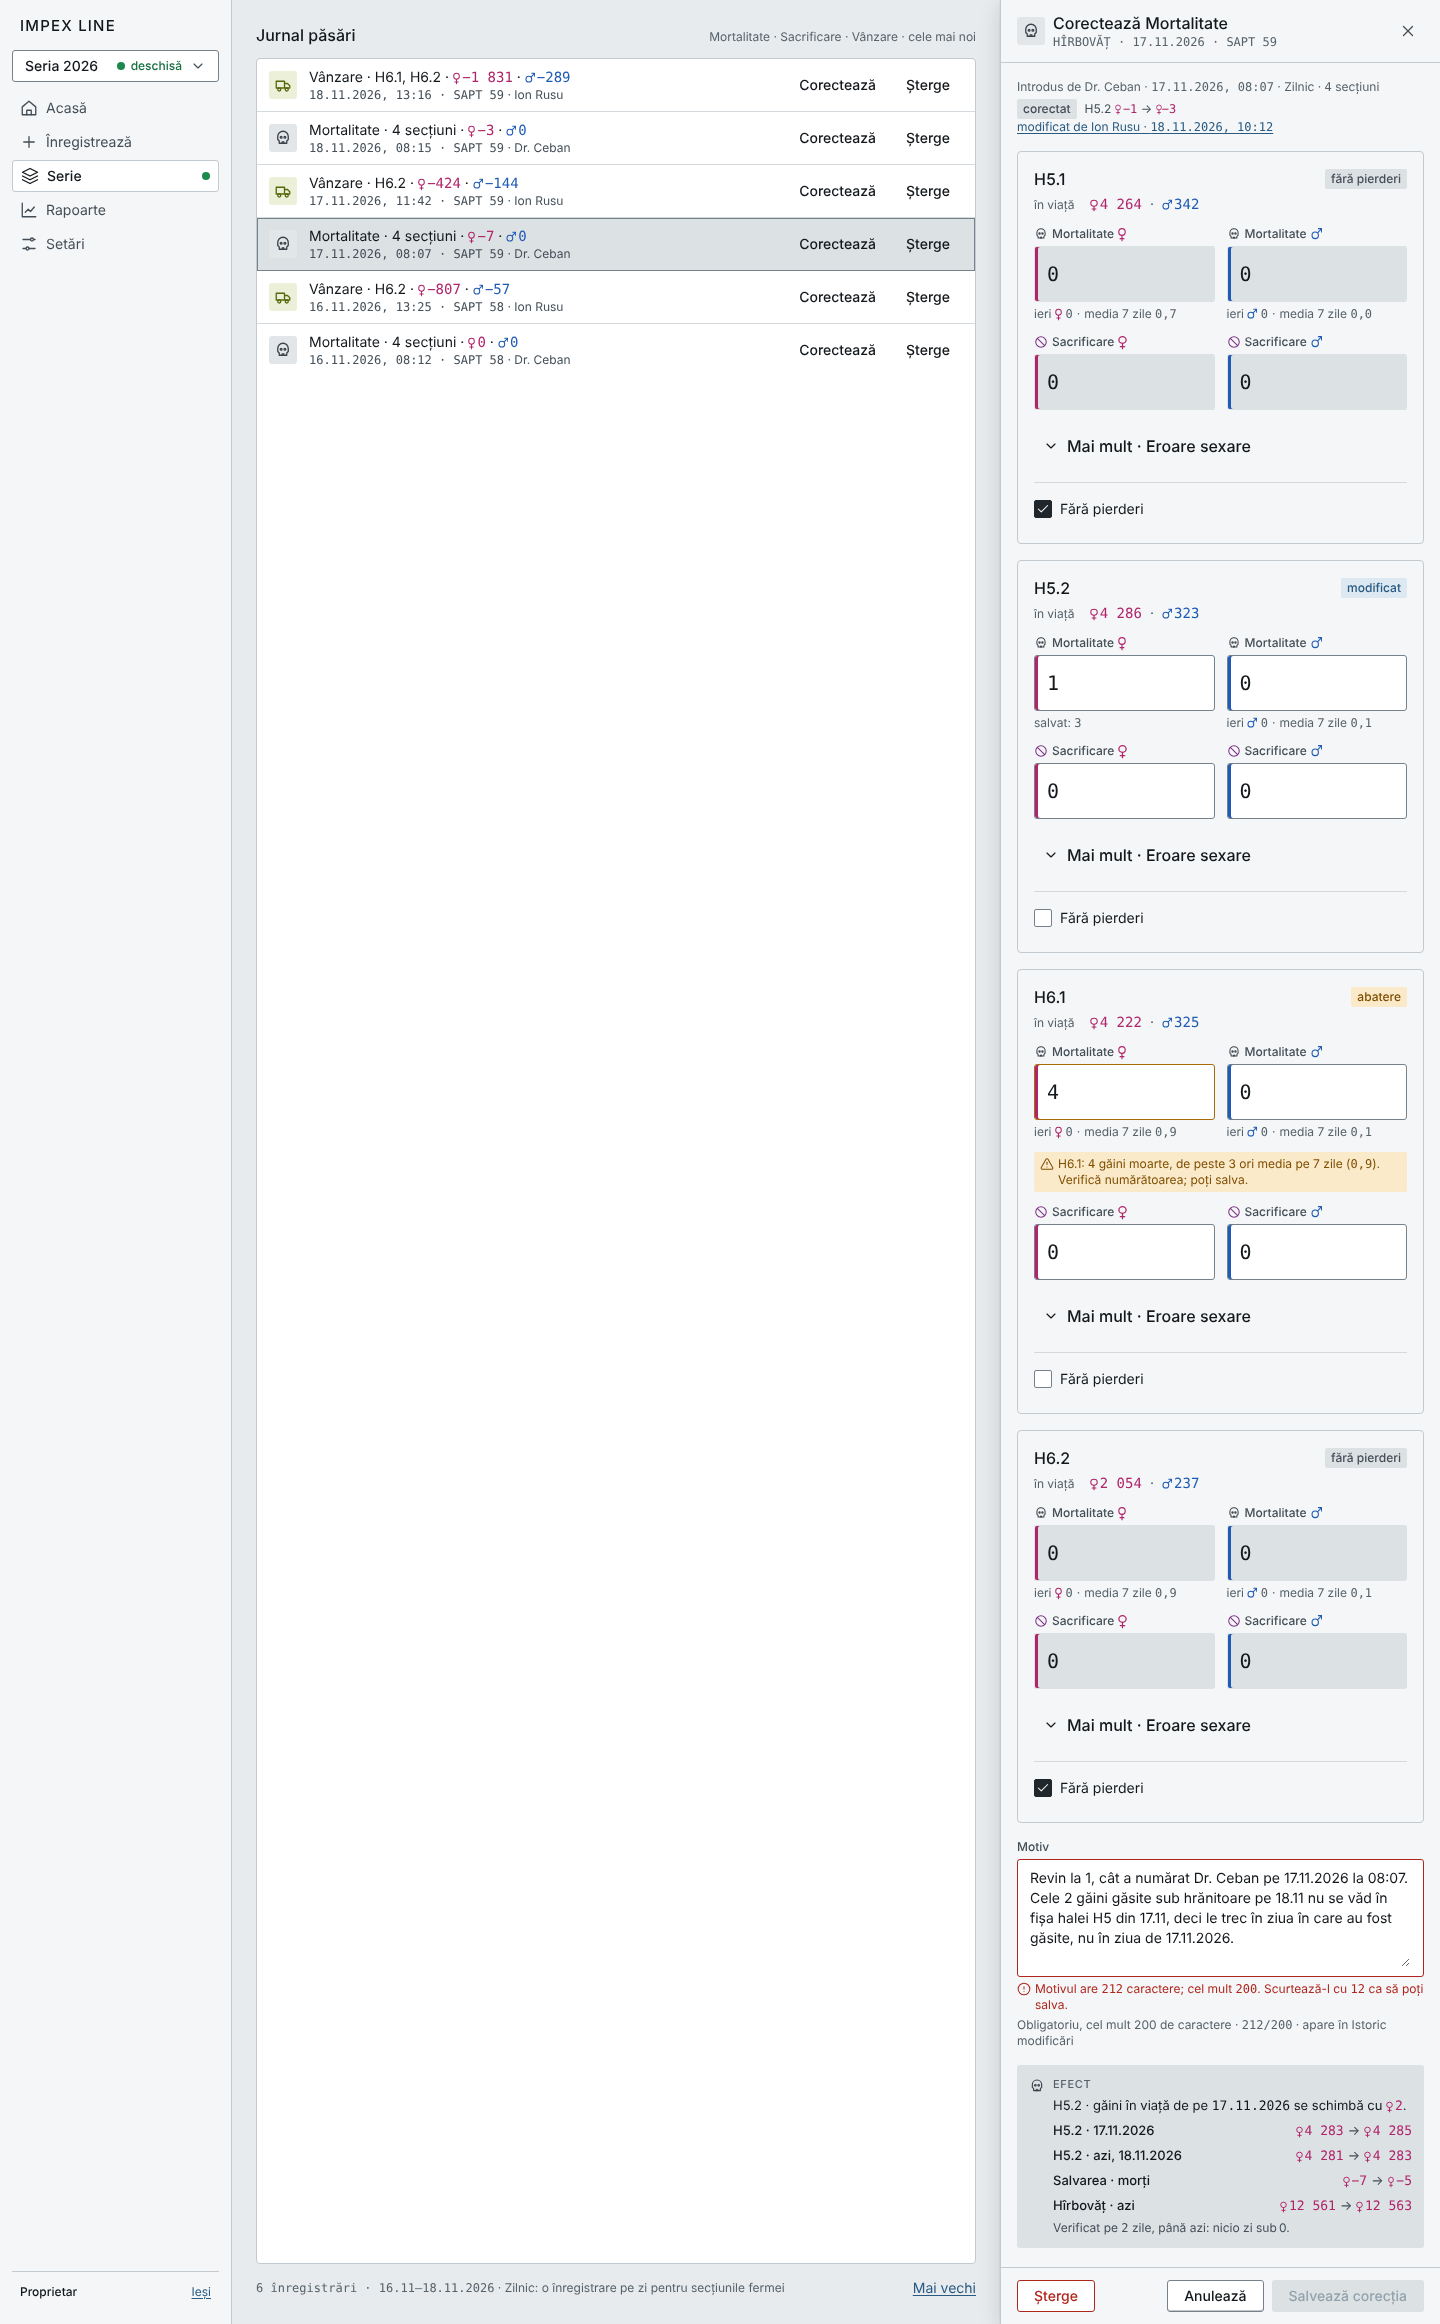 IMPEX LINE
Seria 2026 deschisă
Acasă
Înregistrează
Serie
Rapoarte
Setări
Proprietar Ieși
Jurnal păsări Mortalitate · Sacrificare · Vânzare · cele mai noi
Vânzare · H6.1, H6.2 · ♀−1 831 · ♂−289
18.11.2026, 13:16 · SAPT 59 · Ion Rusu
Corectează Șterge
Mortalitate · 4 secțiuni · ♀−3 · ♂0
18.11.2026, 08:15 · SAPT 59 · Dr. Ceban
Corectează Șterge
Vânzare · H6.2 · ♀−424 · ♂−144
17.11.2026, 11:42 · SAPT 59 · Ion Rusu
Corectează Șterge
Mortalitate · 4 secțiuni · ♀−7 · ♂0
17.11.2026, 08:07 · SAPT 59 · Dr. Ceban
Corectează Șterge
Vânzare · H6.2 · ♀−807 · ♂−57
16.11.2026, 13:25 · SAPT 58 · Ion Rusu
Corectează Șterge
Mortalitate · 4 secțiuni · ♀0 · ♂0
16.11.2026, 08:12 · SAPT 58 · Dr. Ceban
Corectează Șterge
6 înregistrări · 16.11–18.11.2026 · Zilnic: o înregistrare pe zi pentru secțiunile fermei Mai vechi
Corectează Mortalitate
HÎRBOVĂȚ · 17.11.2026 · SAPT 59
Introdus de Dr. Ceban · 17.11.2026, 08:07 · Zilnic · 4 secțiuni
corectat H5.2 ♀−1 → ♀−3
modificat de Ion Rusu · 18.11.2026, 10:12
H5.1 fără pierderi
în viață ♀4 264 · ♂342
Mortalitate ♀ Mortalitate ♂
0 0
ieri ♀ 0 · media 7 zile 0,7 ieri ♂ 0 · media 7 zile 0,0
Sacrificare ♀ Sacrificare ♂
0 0
Mai mult · Eroare sexare
Fără pierderi
H5.2 modificat
în viață ♀4 286 · ♂323
Mortalitate ♀ Mortalitate ♂
1 0
salvat: 3 ieri ♂ 0 · media 7 zile 0,1
Sacrificare ♀ Sacrificare ♂
0 0
Mai mult · Eroare sexare
Fără pierderi
H6.1 abatere
în viață ♀4 222 · ♂325
Mortalitate ♀ Mortalitate ♂
4 0
ieri ♀ 0 · media 7 zile 0,9 ieri ♂ 0 · media 7 zile 0,1
H6.1: 4 găini moarte, de peste 3 ori media pe 7 zile (0,9).
Verifică numărătoarea; poți salva.
Sacrificare ♀ Sacrificare ♂
0 0
Mai mult · Eroare sexare
Fără pierderi
H6.2 fără pierderi
în viață ♀2 054 · ♂237
Mortalitate ♀ Mortalitate ♂
0 0
ieri ♀ 0 · media 7 zile 0,9 ieri ♂ 0 · media 7 zile 0,1
Sacrificare ♀ Sacrificare ♂
0 0
Mai mult · Eroare sexare
Fără pierderi
Motiv
Revin la 1, cât a numărat Dr. Ceban pe 17.11.2026 la 08:07.
Cele 2 găini găsite sub hrănitoare pe 18.11 nu se văd în
fișa halei H5 din 17.11, deci le trec în ziua în care au fost
găsite, nu în ziua de 17.11.2026.
Motivul are 212 caractere; cel mult 200. Scurtează-l cu 12 ca să poți
salva.
Obligatoriu, cel mult 200 de caractere · 212/200 · apare în Istoric
modificări
EFECT
H5.2 · găini în viață de pe 17.11.2026 se schimbă cu ♀2.
H5.2 · 17.11.2026 ♀4 283 → ♀4 285
H5.2 · azi, 18.11.2026 ♀4 281 → ♀4 283
Salvarea · morți ♀−7 → ♀−5
Hîrbovăț · azi ♀12 561 → ♀12 563
Verificat pe 2 zile, până azi: nicio zi sub 0.
Șterge Anulează Salvează corecția